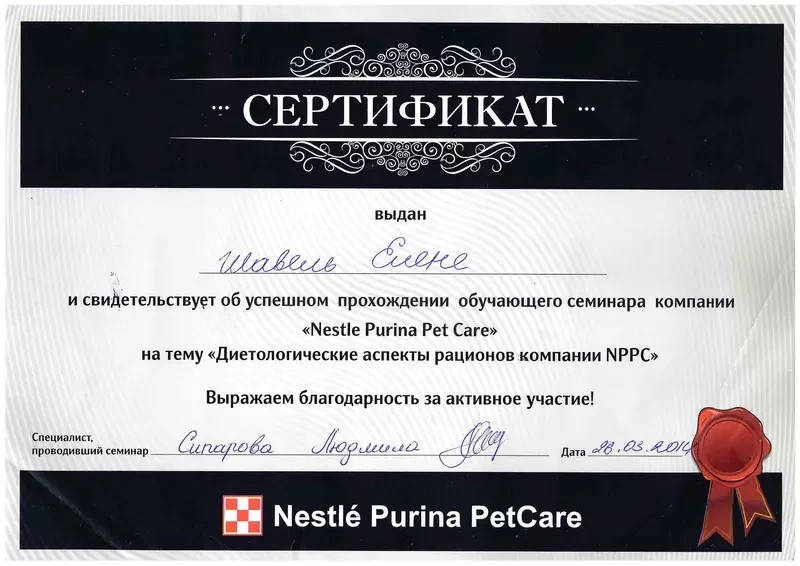 ··· СЕРТИФИКАТ ···
выдан
Шавель Елене
и свидетельствует об успешном прохождении обучающего семинара компании
«Nestle Purina Pet Care»
на тему «Диетологические аспекты рационов компании NPPC»
Выражаем благодарность за активное участие!
Специалист,
проводивший семинар Сипарова Людмила
Дата 28.03.2014
Nestlé Purina PetCare